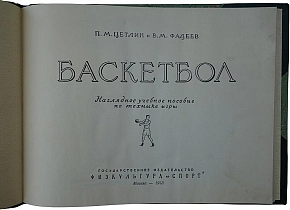 П. М. ЦЕТЛИН и В. М. ФАДЕЕВ
БАСКЕТБОЛ
Наглядное учебное пособие
по технике игры
ГОСУДАРСТВЕННОЕ ИЗДАТЕЛЬСТВО
„ФИЗКУЛЬТУРА и СПОРТ"
Москва —